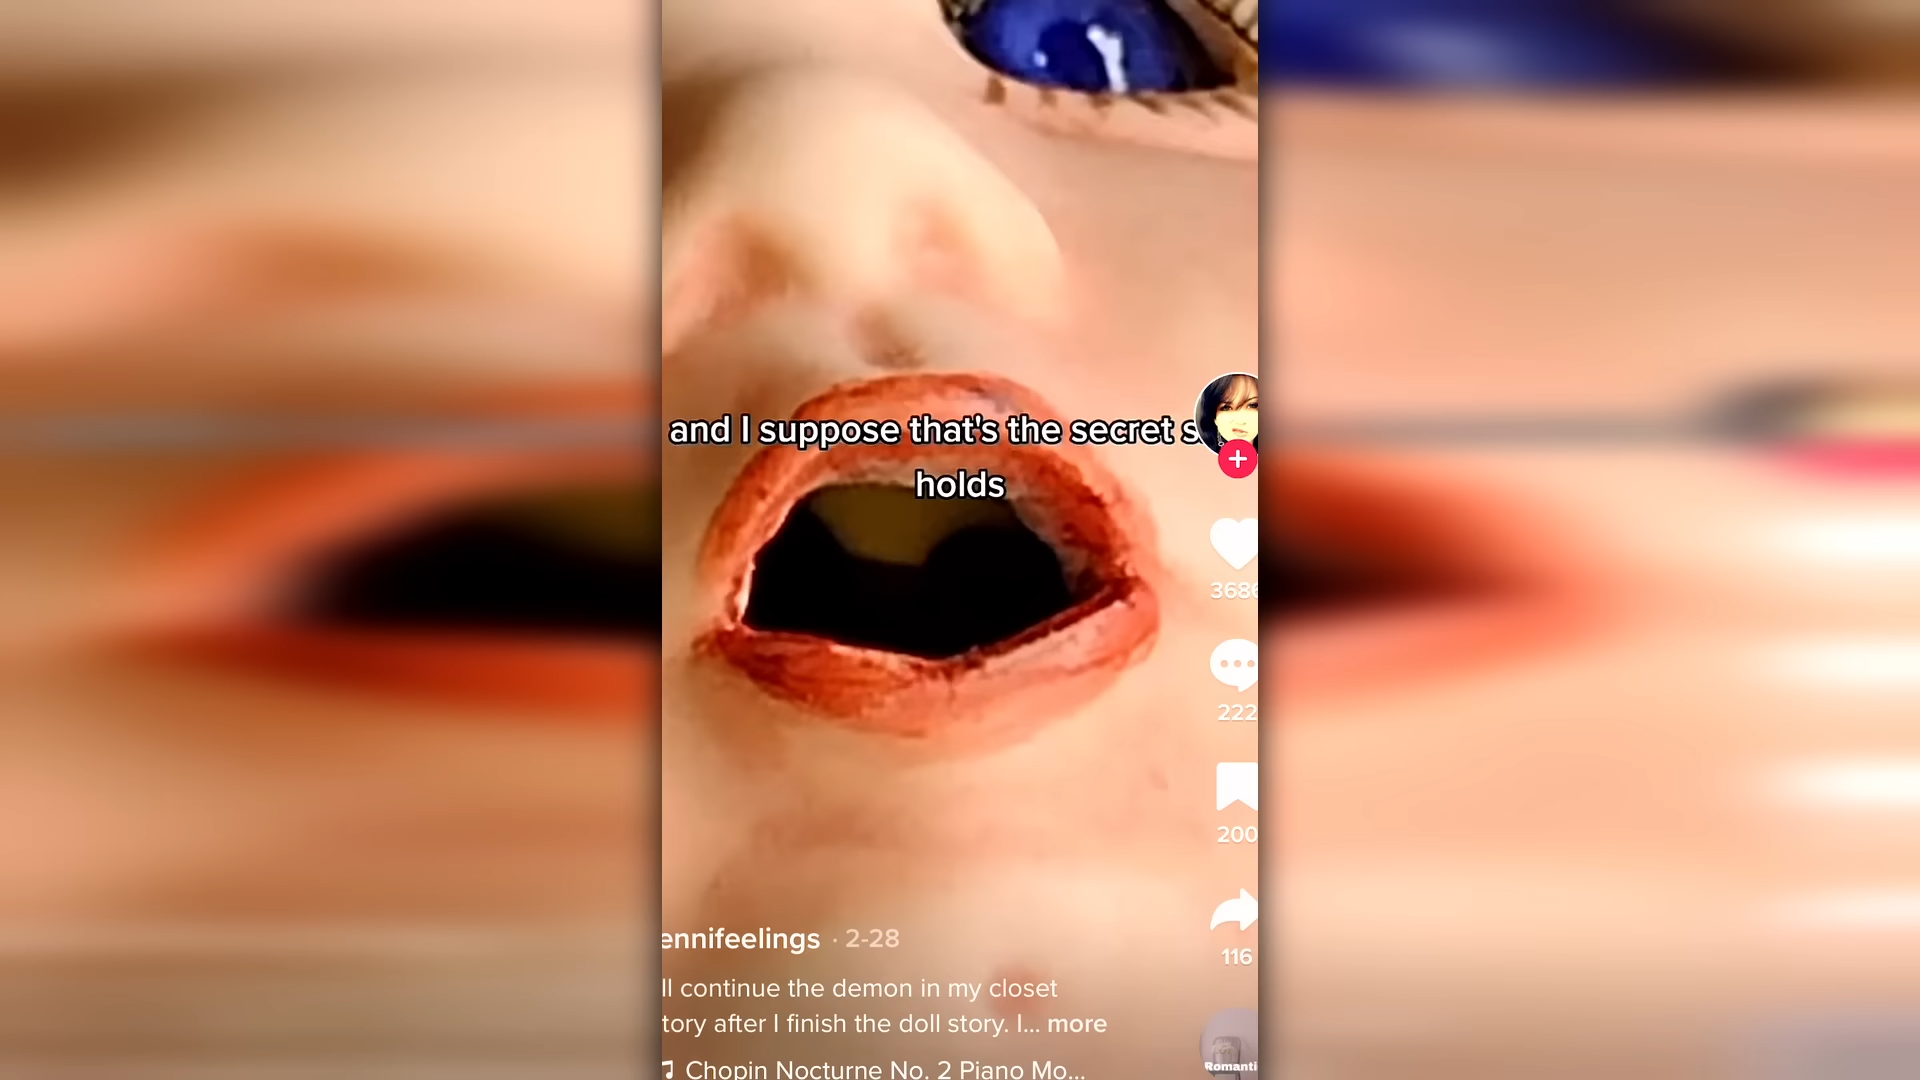 and I suppose that's the secret s
holds
3686
222
200
116
ennifeelings · 2-28
ll continue the demon in my closet
tory after I finish the doll story. I... more
Chopin Nocturne No. 2 Piano Mo...
Romanti